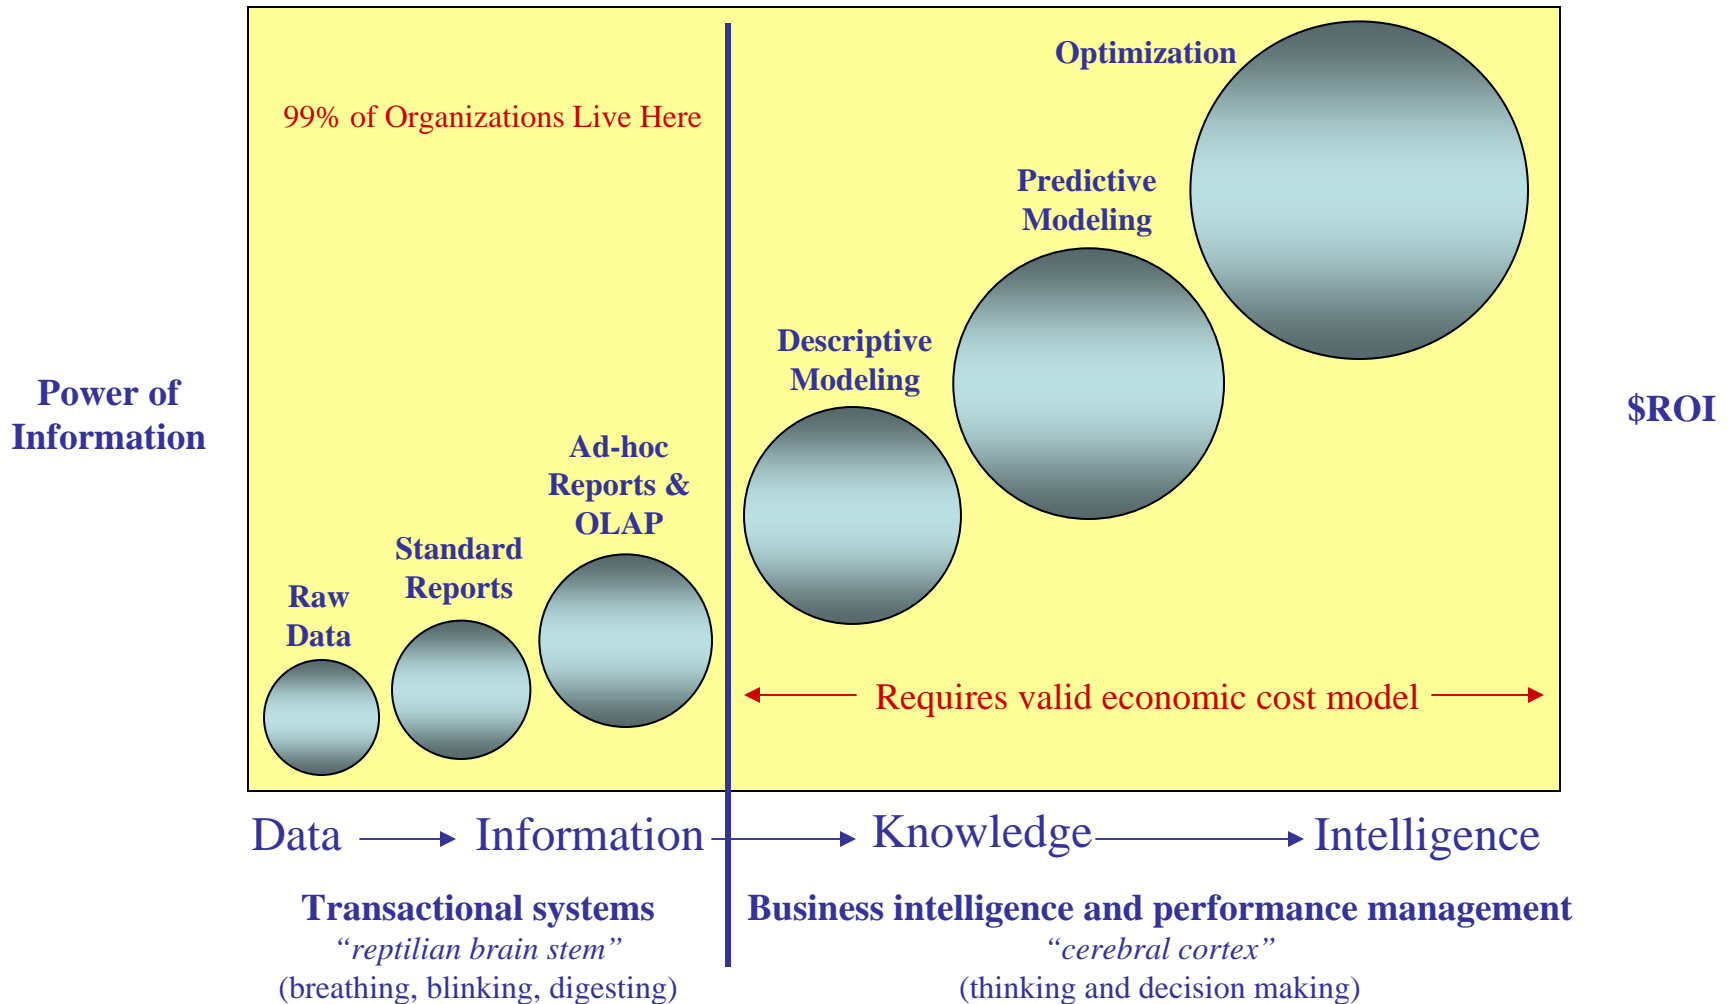 Optimization
99% of Organizations Live Here
Predictive
Modeling
Descriptive
Modeling
Power of
Information
$ROI
Ad-hoc
Reports &
OLAP
Standard
Reports
Raw
Data
Requires valid economic cost model
Data
Information
Knowledge
Intelligence
Transactional systems
“reptilian brain stem”
(breathing, blinking, digesting)
Business intelligence and performance management
“cerebral cortex”
(thinking and decision making)